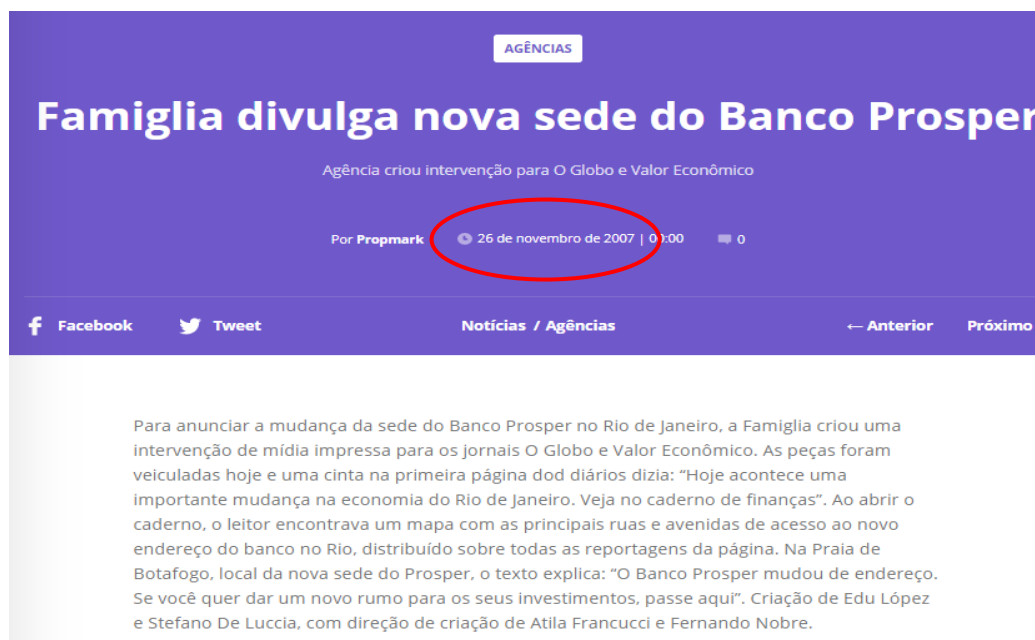 AGÊNCIAS
Famiglia divulga nova sede do Banco Prosper
Agência criou intervenção para O Globo e Valor Econômico
Por Propmark 26 de novembro de 2007 | 00:00 0
Facebook Tweet Notícias / Agências ← Anterior Próximo
Para anunciar a mudança da sede do Banco Prosper no Rio de Janeiro, a Famiglia criou uma
intervenção de mídia impressa para os jornais O Globo e Valor Econômico. As peças foram
veiculadas hoje e uma cinta na primeira página dod diários dizia: “Hoje acontece uma
importante mudança na economia do Rio de Janeiro. Veja no caderno de finanças”. Ao abrir o
caderno, o leitor encontrava um mapa com as principais ruas e avenidas de acesso ao novo
endereço do banco no Rio, distribuído sobre todas as reportagens da página. Na Praia de
Botafogo, local da nova sede do Prosper, o texto explica: “O Banco Prosper mudou de endereço.
Se você quer dar um novo rumo para os seus investimentos, passe aqui”. Criação de Edu López
e Stefano De Luccia, com direção de criação de Atila Francucci e Fernando Nobre.